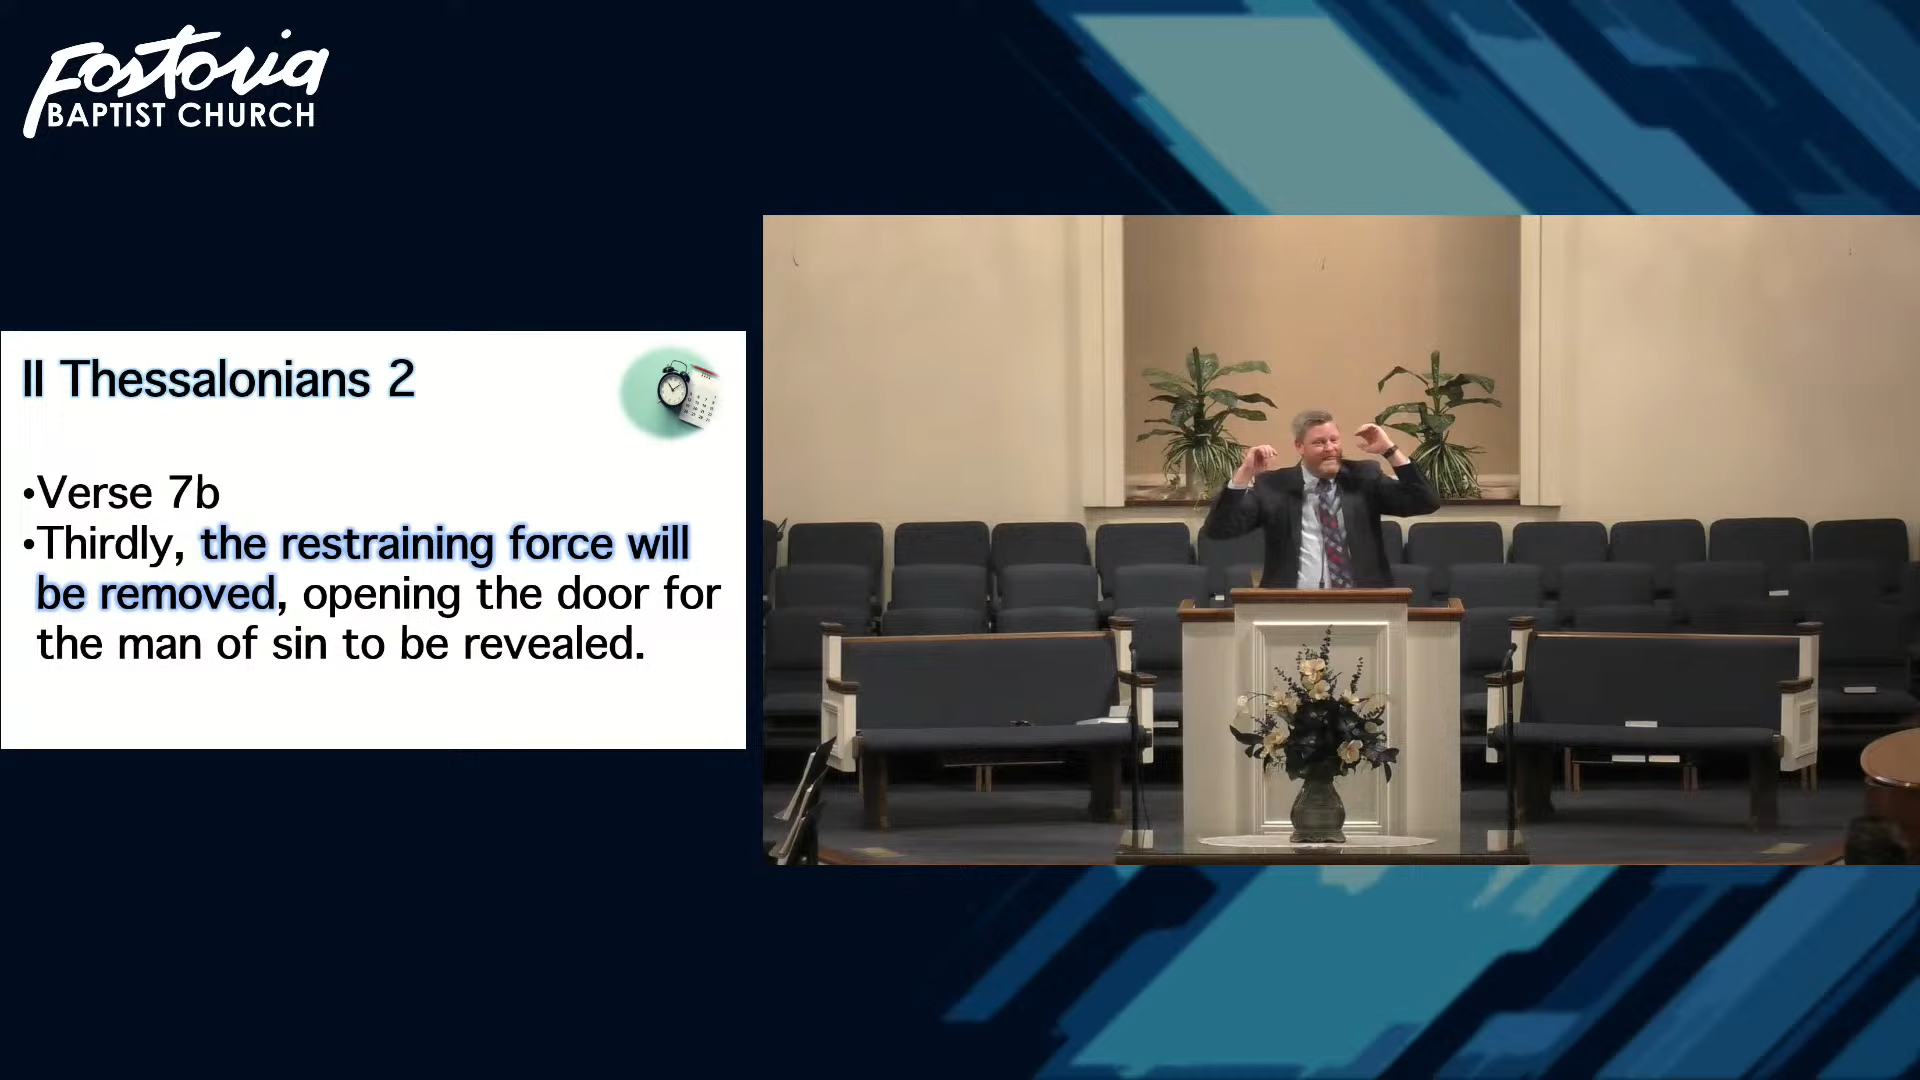 Fostoria
BAPTIST CHURCH
II Thessalonians 2
•Verse 7b
•Thirdly, the restraining force will
be removed, opening the door for
the man of sin to be revealed.